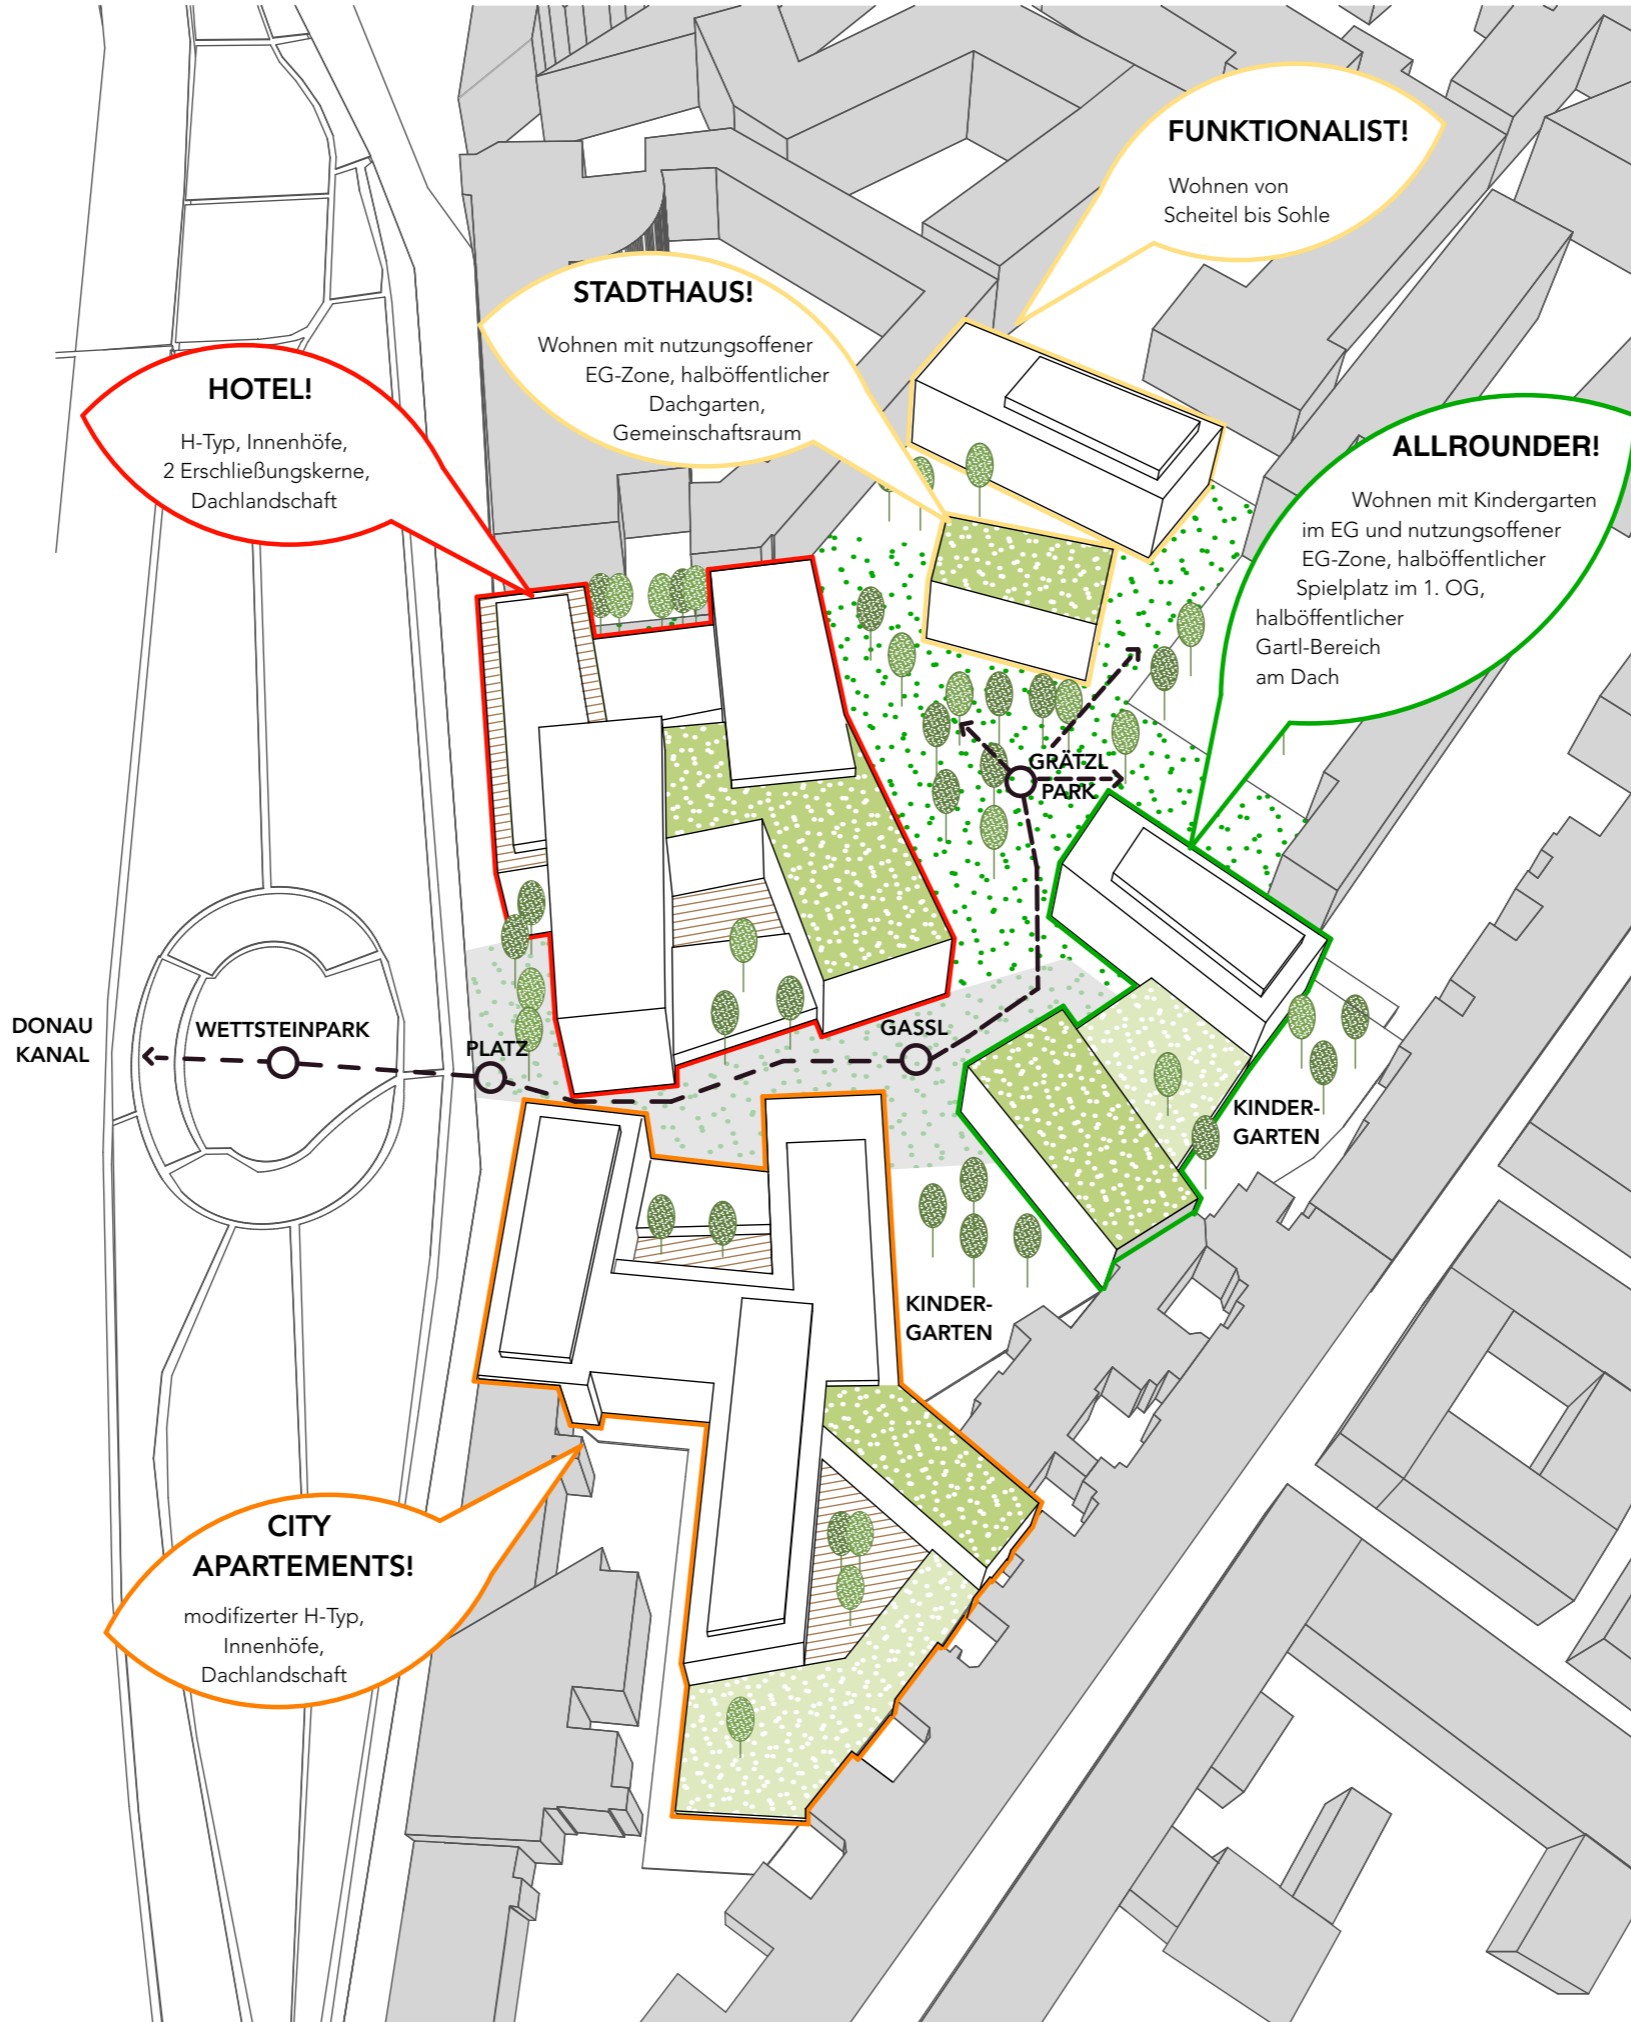 FUNKTIONALIST!
Wohnen von
Scheitel bis Sohle
STADTHAUS!
Wohnen mit nutzungsoffener
EG-Zone, halböffentlicher
Dachgarten,
Gemeinschaftsraum
HOTEL!
H-Typ, Innenhöfe,
2 Erschließungskerne,
Dachlandschaft
ALLROUNDER!
Wohnen mit Kindergarten
im EG und nutzungsoffener
EG-Zone, halböffentlicher
Spielplatz im 1. OG,
halböffentlicher
Gartl-Bereich
am Dach
GRÄTZL
PARK
DONAU
KANAL
WETTSTEINPARK
PLATZ
GASSL
KINDER-
GARTEN
KINDER-
GARTEN
CITY
APARTEMENTS!
modifizerter H-Typ,
Innenhöfe,
Dachlandschaft